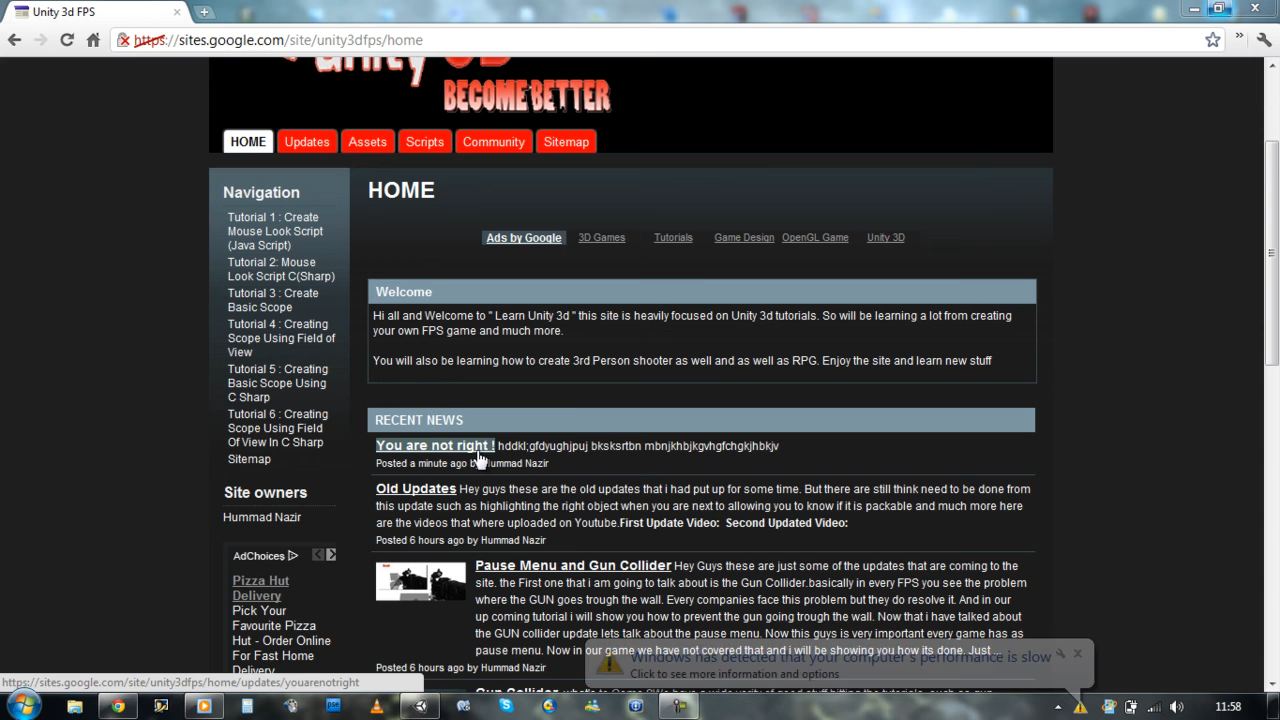 Unity 3d FPS
https://sites.google.com/site/unity3dfps/home
BECOME BETTER
HOME
Updates
Assets
Scripts
Community
Sitemap
Navigation
Tutorial 1 : Create
Mouse Look Script
(Java Script)
Tutorial 2: Mouse
Look Script C(Sharp)
Tutorial 3 : Create
Basic Scope
Tutorial 4 : Creating
Scope Using Field of
View
Tutorial 5 : Creating
Basic Scope Using
C Sharp
Tutorial 6 : Creating
Scope Using Field
Of View In C Sharp
Sitemap
Site owners
Hummad Nazir
AdChoices
Pizza Hut
Delivery
Pick Your
Favourite Pizza
Hut - Order Online
For Fast Home
Delivery
HOME
Ads by Google
3D Games
Tutorials
Game Design
OpenGL Game
Unity 3D
Welcome
Hi all and Welcome to " Learn Unity 3d " this site is heavily focused on Unity 3d tutorials. So will be learning a lot from creating
your own FPS game and much more.
You will also be learning how to create 3rd Person shooter as well and as well as RPG. Enjoy the site and learn new stuff
RECENT NEWS
You are not right ! hddkl;gfdyughjpuj bksksrtbn mbnjkhbjkgvhgfchgkjhbkjv
Posted a minute ago by Hummad Nazir
Old Updates Hey guys these are the old updates that i had put up for some time. But there are still think need to be done from
this update such as highlighting the right object when you are next to allowing you to know if it is packable and much more here
are the videos that where uploaded on Youtube.First Update Video: Second Updated Video:
Posted 6 hours ago by Hummad Nazir
Pause Menu and Gun Collider Hey Guys these are just some of the updates that are coming to the
site. the First one that i am going to talk about is the Gun Collider.basically in every FPS you see the problem
where the GUN goes trough the wall. Every companies face this problem but they do resolve it. And in our
up coming tutorial i will show you how to prevent the gun going trough the wall. Now that i have talked
about the GUN collider update lets talk about the pause menu. Now this guys is very important every game has as
pause menu. Now in our game we have not covered that and i will be showing you how its done. Just ...
Posted 6 hours ago by Hummad Nazir
Windows has detected that your computer's performance is slow
Click to see more information and options
https://sites.google.com/site/unity3dfps/home/updates/youarenotright
11:58